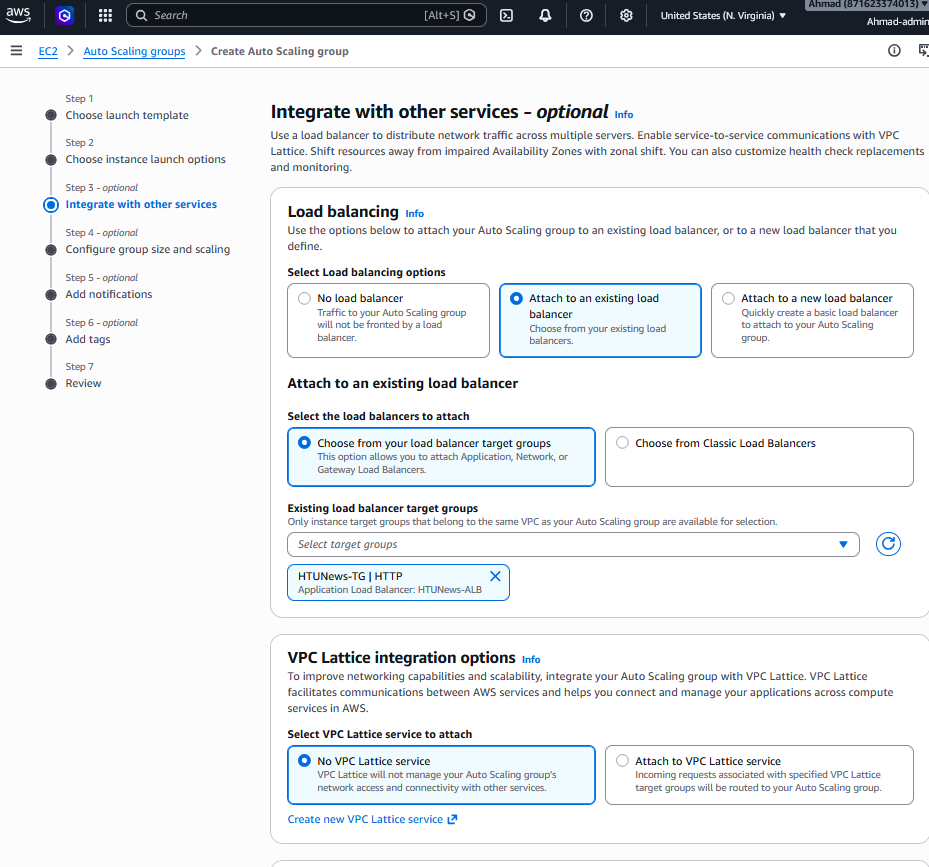 aws
Search
[Alt+S]
United States (N. Virginia)
Ahmad (871623374013)
Ahmad-admin
EC2 > Auto Scaling groups > Create Auto Scaling group
Step 1
Choose launch template
Step 2
Choose instance launch options
Step 3 - optional
Integrate with other services
Step 4 - optional
Configure group size and scaling
Step 5 - optional
Add notifications
Step 6 - optional
Add tags
Step 7
Review
Integrate with other services - optional Info
Use a load balancer to distribute network traffic across multiple servers. Enable service-to-service communications with VPC
Lattice. Shift resources away from impaired Availability Zones with zonal shift. You can also customize health check replacements
and monitoring.
Load balancing Info
Use the options below to attach your Auto Scaling group to an existing load balancer, or to a new load balancer that you
define.
Select Load balancing options
No load balancer
Traffic to your Auto Scaling group
will not be fronted by a load
balancer.
Attach to an existing load
balancer
Choose from your existing load
balancers.
Attach to a new load balancer
Quickly create a basic load balancer
to attach to your Auto Scaling
group.
Attach to an existing load balancer
Select the load balancers to attach
Choose from your load balancer target groups
This option allows you to attach Application, Network, or
Gateway Load Balancers.
Choose from Classic Load Balancers
Existing load balancer target groups
Only instance target groups that belong to the same VPC as your Auto Scaling group are available for selection.
Select target groups
HTUNews-TG | HTTP
Application Load Balancer: HTUNews-ALB
VPC Lattice integration options Info
To improve networking capabilities and scalability, integrate your Auto Scaling group with VPC Lattice. VPC Lattice
facilitates communications between AWS services and helps you connect and manage your applications across compute
services in AWS.
Select VPC Lattice service to attach
No VPC Lattice service
VPC Lattice will not manage your Auto Scaling group's
network access and connectivity with other services.
Attach to VPC Lattice service
Incoming requests associated with specified VPC Lattice
target groups will be routed to your Auto Scaling group.
Create new VPC Lattice service